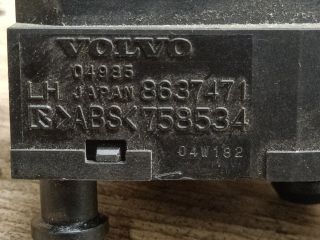 VOLVO
04985
LH JAPAN 8637471
R >ABS< 758534
04W182